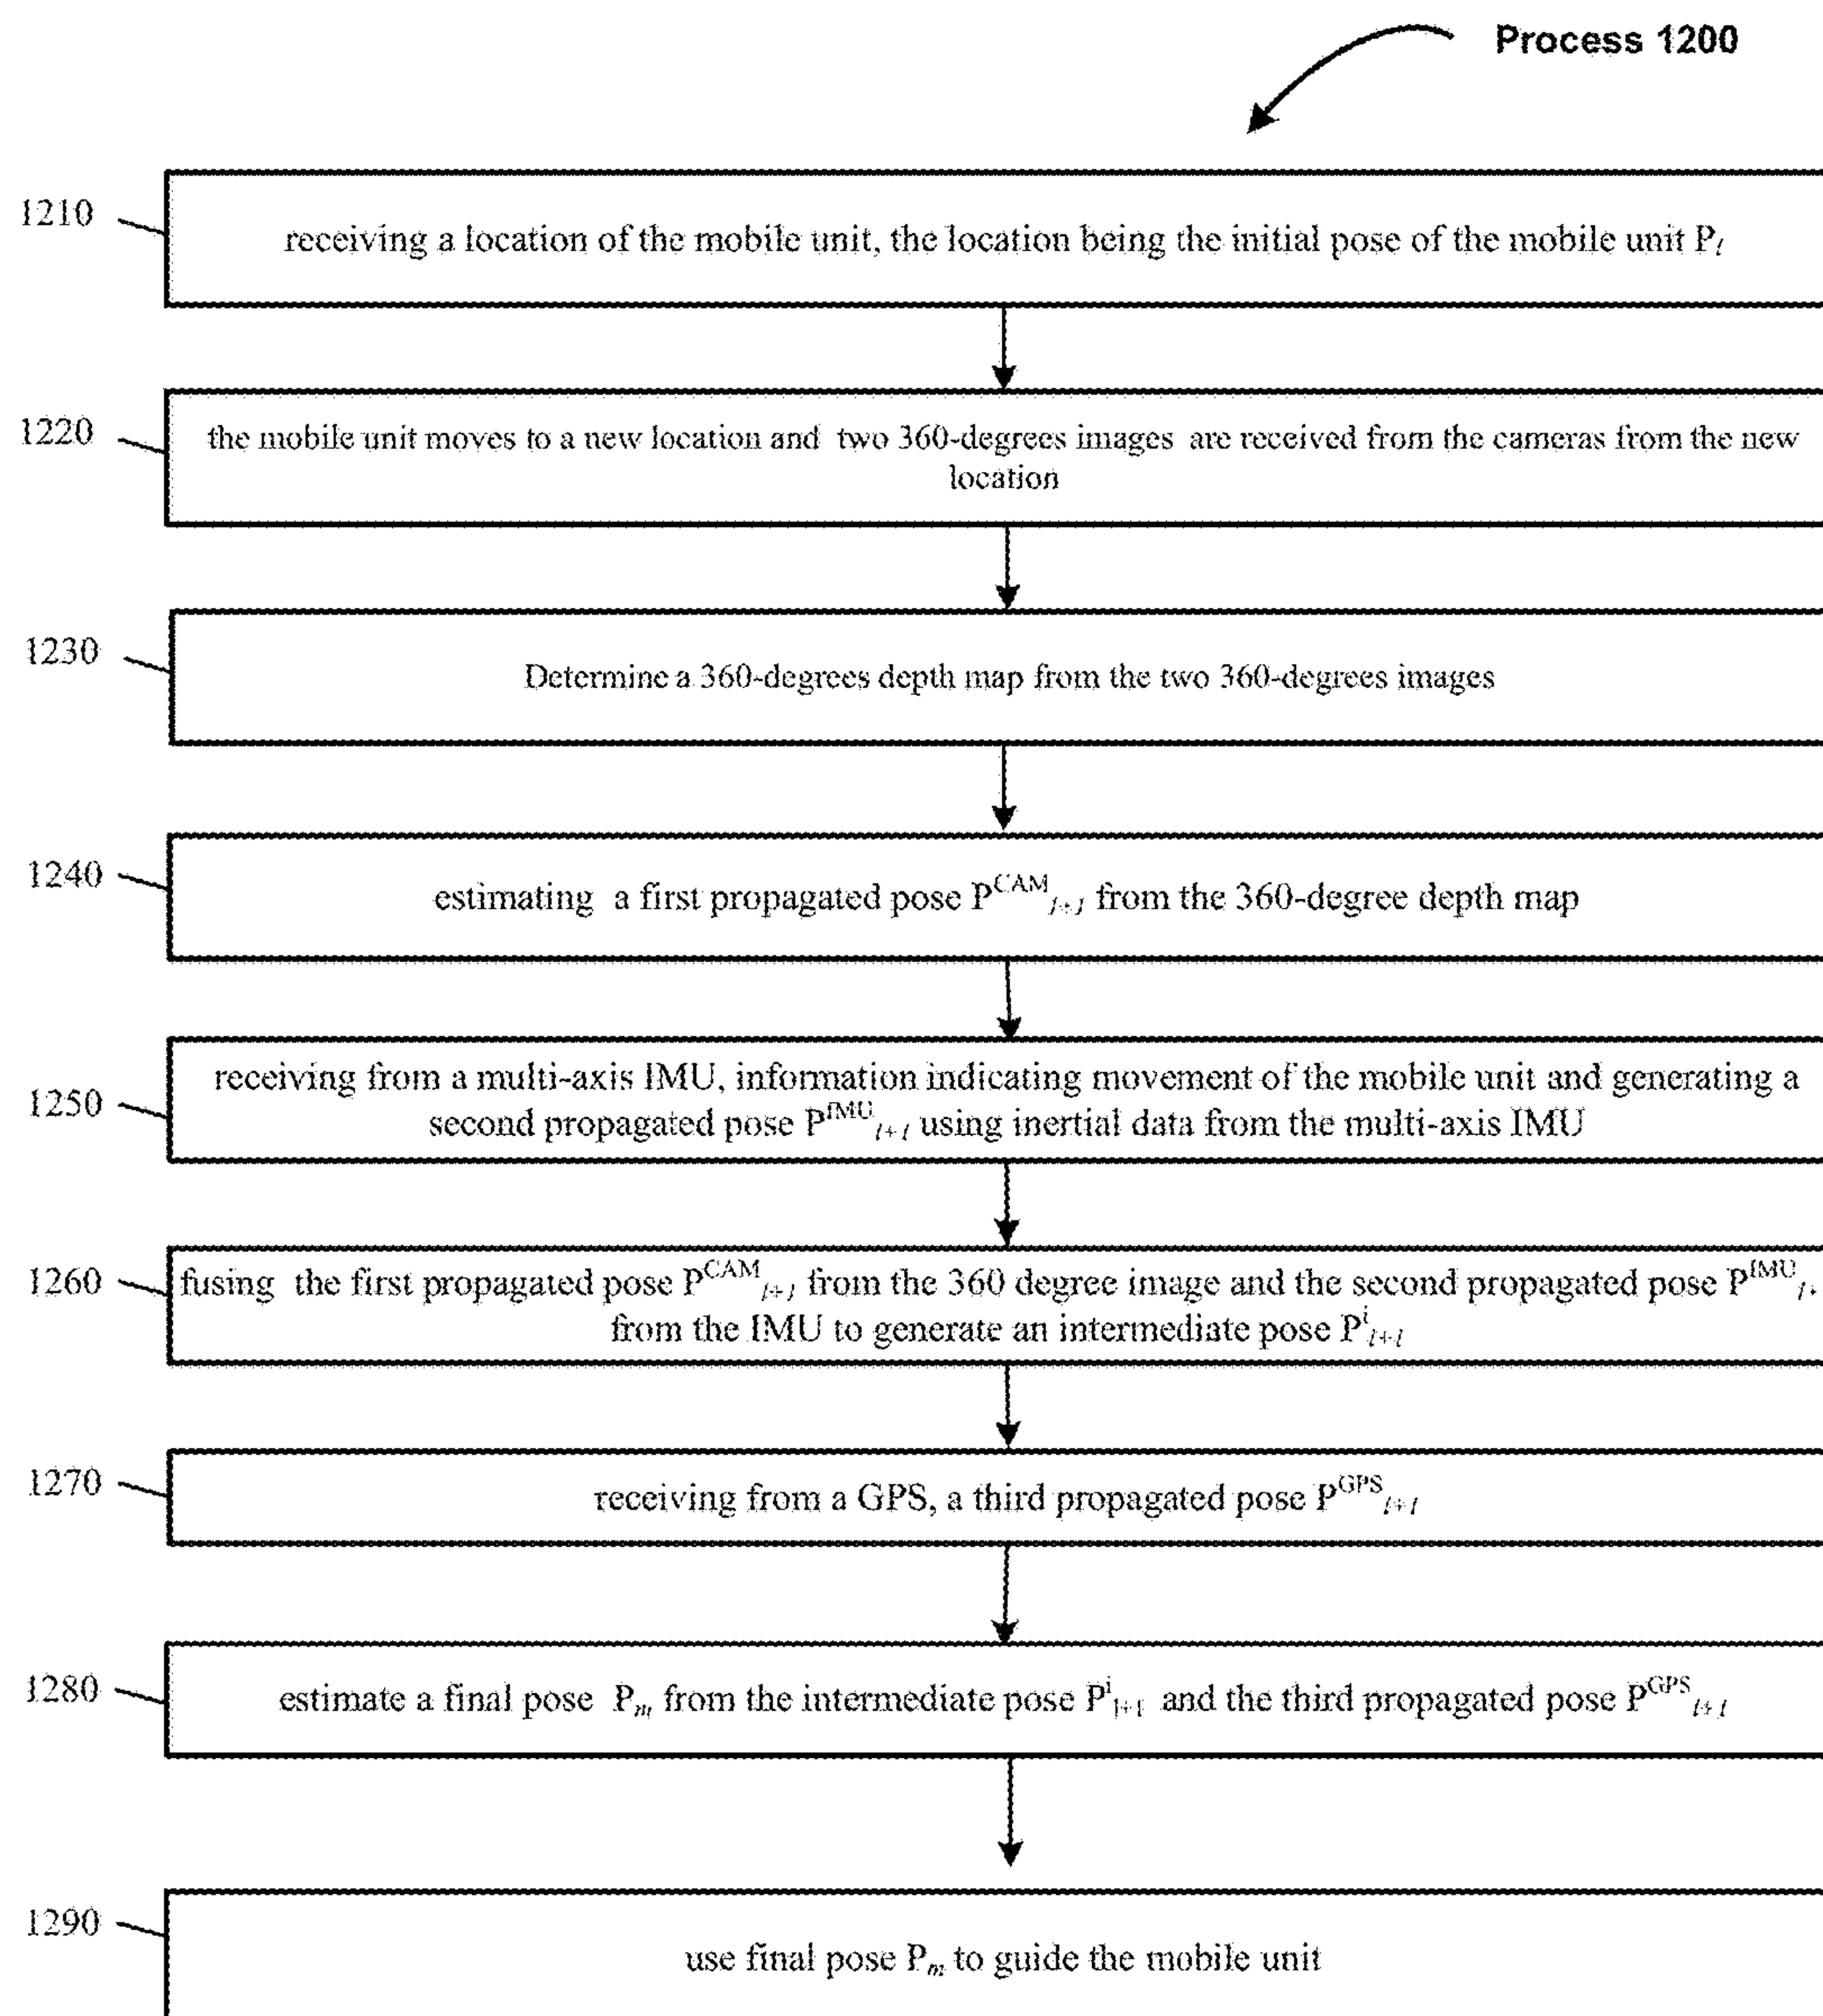 Process 1200
1210
receiving a location of the mobile unit, the location being the initial pose of the mobile unit P_l
1220
the mobile unit moves to a new location and two 360-degrees images are received from the cameras from the new
location
1230
Determine a 360-degrees depth map from the two 360-degrees images
1240
estimating a first propagated pose P^CAM_l+1 from the 360-degree depth map
1250
receiving from a multi-axis IMU, information indicating movement of the mobile unit and generating a
second propagated pose P^IMU_l+1 using inertial data from the multi-axis IMU
1260
fusing the first propagated pose P^CAM_l+1 from the 360 degree image and the second propagated pose P^IMU_l+
from the IMU to generate an intermediate pose P^i_l+1
1270
receiving from a GPS, a third propagated pose P^GPS_l+1
1280
estimate a final pose P_m from the intermediate pose P^i_l+1 and the third propagated pose P^GPS_l+1
1290
use final pose P_m to guide the mobile unit